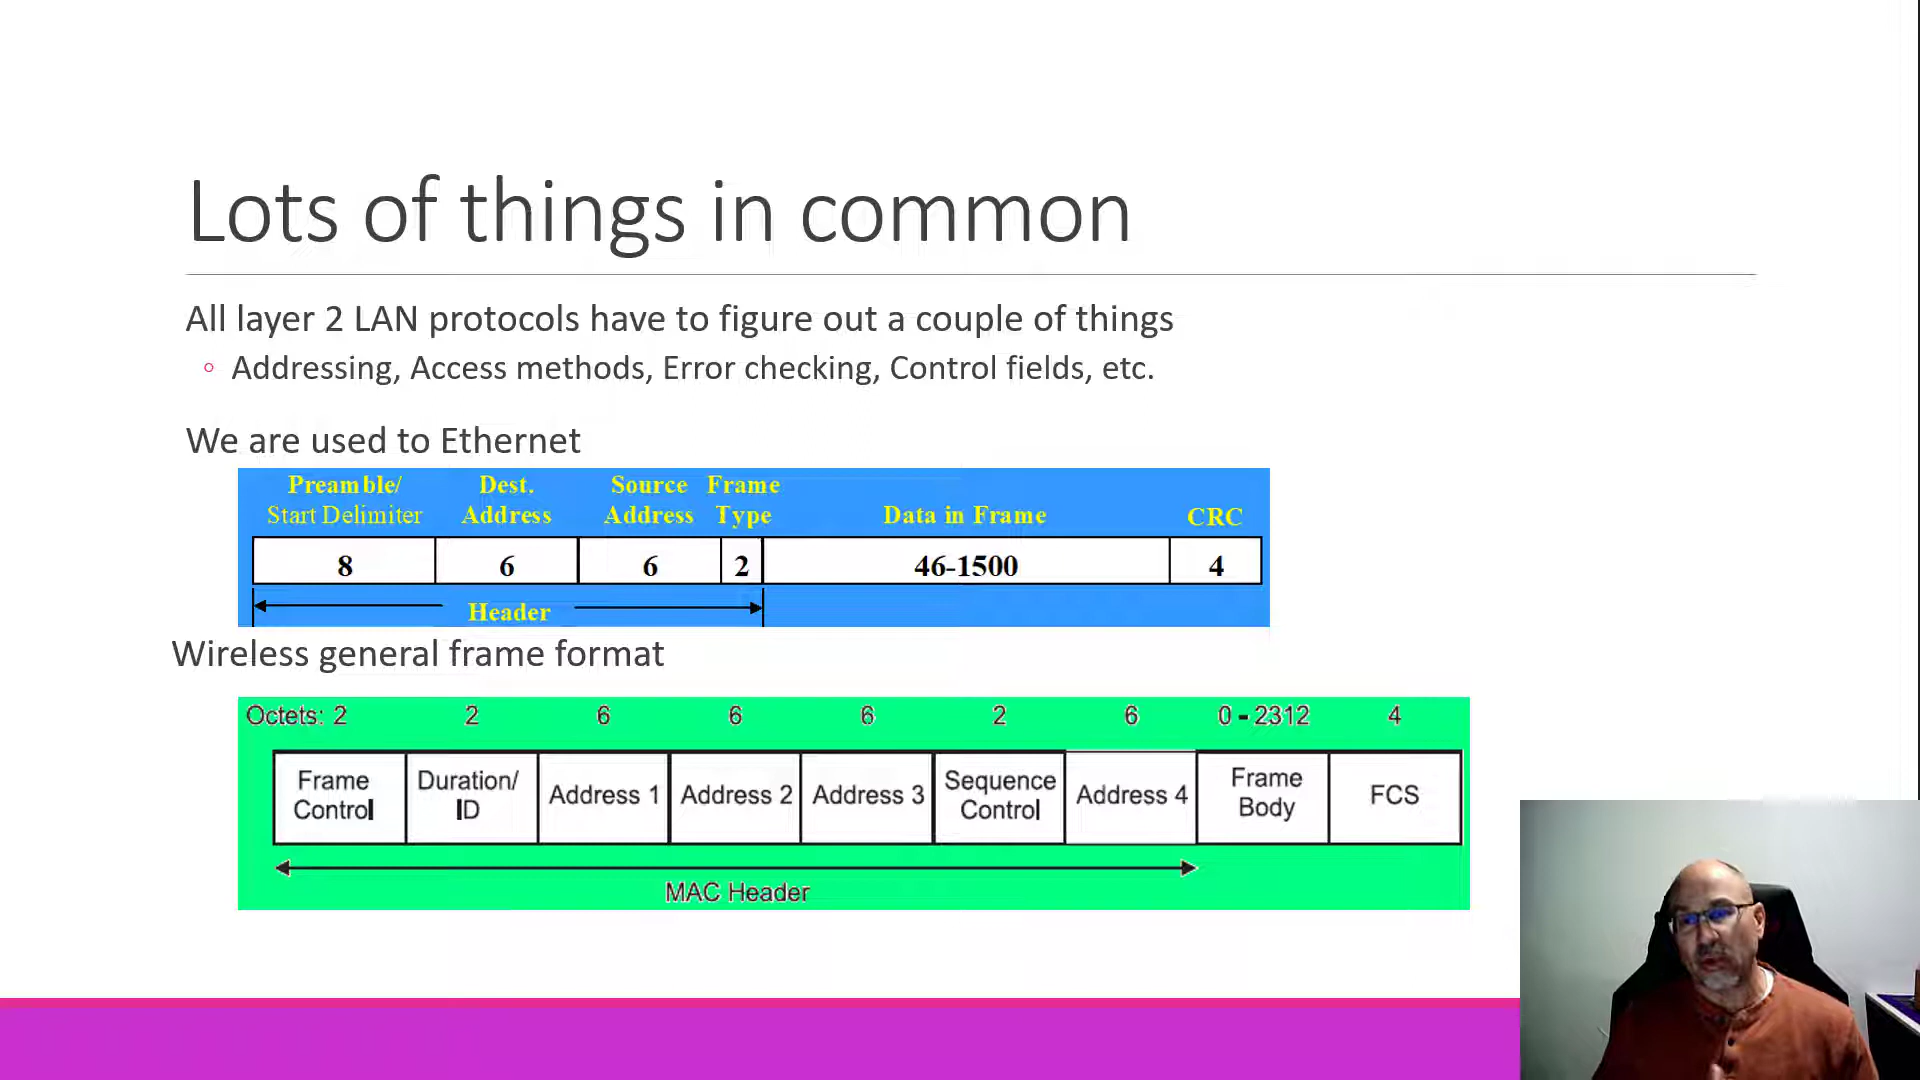 Lots of things in common
All layer 2 LAN protocols have to figure out a couple of things
◦ Addressing, Access methods, Error checking, Control fields, etc.
We are used to Ethernet
Preamble/ Dest. Source Frame
Start Delimiter Address Address Type Data in Frame CRC
8 6 6 2 46-1500 4
Header
Wireless general frame format
Octets: 2 2 6 6 6 2 6 0 - 2312 4
Frame Duration/ Sequence Frame
Address 1 Address 2 Address 3 Address 4 FCS
Control ID Control Body
MAC Header